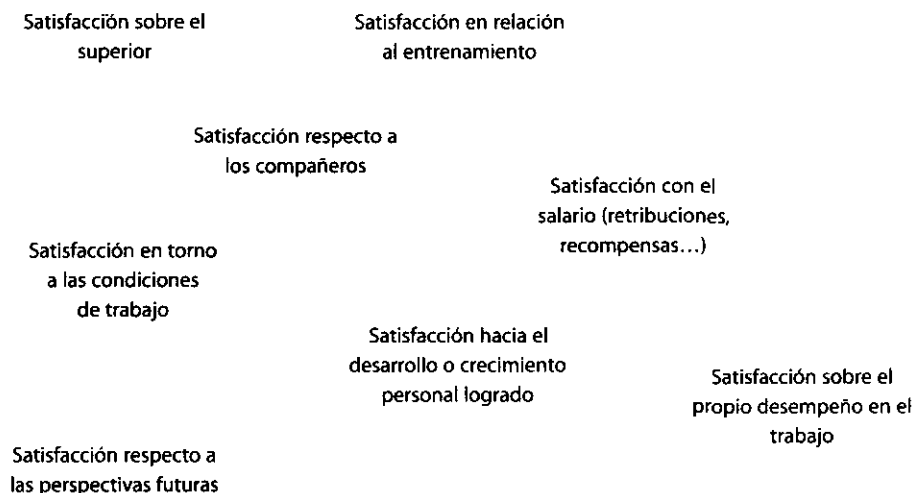 Satisfacción sobre el
superior
Satisfacción en relación
al entrenamiento
Satisfacción respecto a
los compañeros
Satisfacción con el
salario (retribuciones,
recompensas...)
Satisfacción en torno
a las condiciones
de trabajo
Satisfacción hacia el
desarrollo o crecimiento
personal logrado
Satisfacción sobre el
propio desempeño en el
trabajo
Satisfacción respecto a
las perspectivas futuras